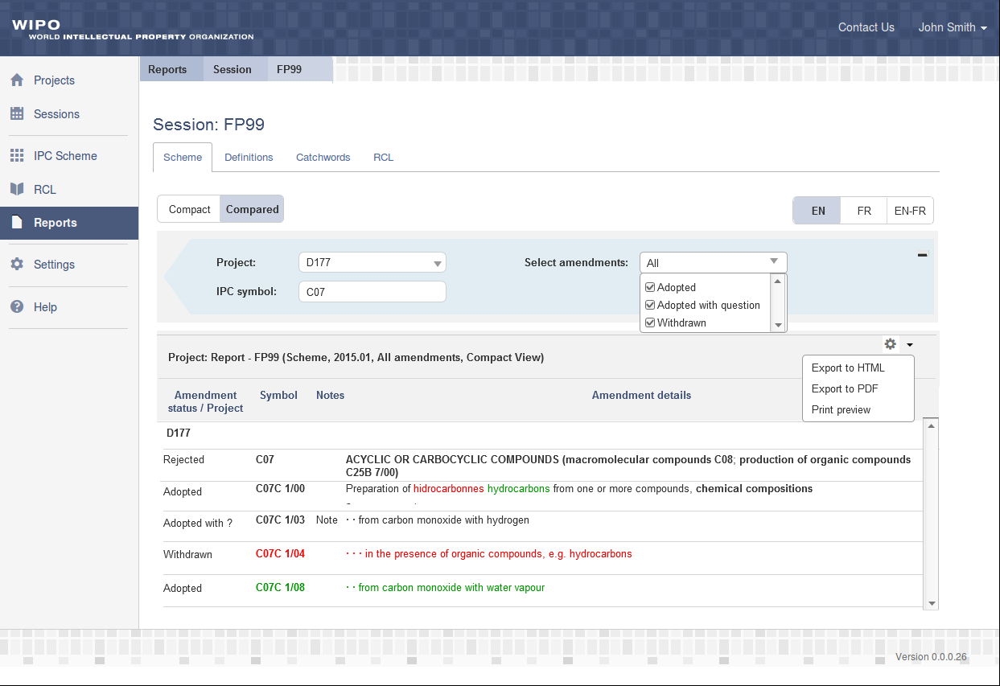 WIPO
WORLD INTELLECTUAL PROPERTY ORGANIZATION
Contact Us
John Smith
Projects
Sessions
IPC Scheme
RCL
Reports
Settings
Help
Reports Session FP99
Session: FP99
Scheme Definitions Catchwords RCL
Compact Compared
EN FR EN-FR
Project: D177
IPC symbol: C07
Select amendments: All
Adopted
Adopted with question
Withdrawn
Project: Report - FP99 (Scheme, 2015.01, All amendments, Compact View)
Export to HTML
Export to PDF
Print preview
Amendment status / Project Symbol Notes Amendment details
D177
Rejected C07 ACYCLIC OR CARBOCYCLIC COMPOUNDS (macromolecular compounds C08; production of organic compounds
C25B 7/00)
Adopted C07C 1/00 Preparation of hidrocarbonnes hydrocarbons from one or more compounds, chemical compositions
Adopted with ? C07C 1/03 Note · · from carbon monoxide with hydrogen
Withdrawn C07C 1/04 · · · in the presence of organic compounds, e.g. hydrocarbons
Adopted C07C 1/08 · · from carbon monoxide with water vapour
Version 0.0.0.26